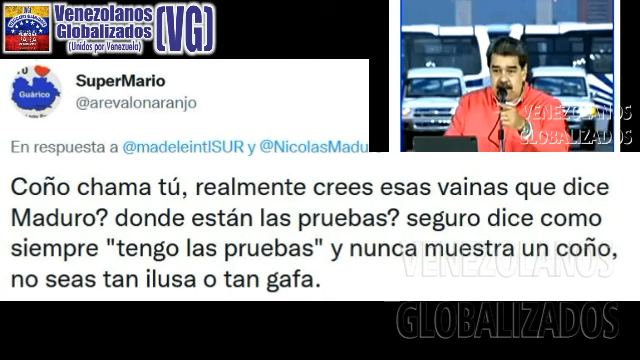 Venezolanos
Globalizados
(Unidos por Venezuela)
(VG)
Guárico
SuperMario
@arevalonaranjo
En respuesta a @madeleintlSUR y @NicolasMadu
Coño chama tú, realmente crees esas vainas que dice
Maduro? donde están las pruebas? seguro dice como
siempre "tengo las pruebas" y nunca muestra un coño,
no seas tan ilusa o tan gafa.
VENEZOLANOS
GLOBALIZADOS
VENEZOLANOS
GLOBALIZADOS